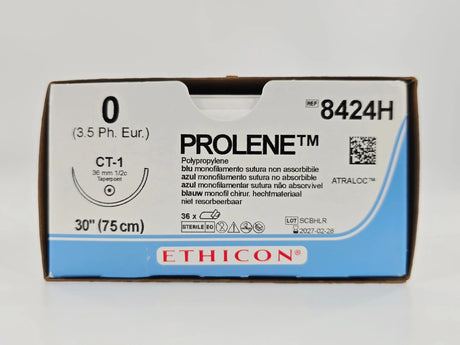 0
(3.5 Ph. Eur.)
CT-1
36 mm 1/2c
Taperpoint
30" (75 cm)
REF 8424H
PROLENE™
Polypropylene
blu monofilamento sutura non assorbibile
azul monofilamento sutura no absorbible
azul monofilamentar sutura não absorvível
blauw monofil chirur. hechtmateriaal
niet resorbeerbaar
ATRALOC™
36 x
STERILE EO
LOT SCBHLR
2027-02-28
ETHICON®